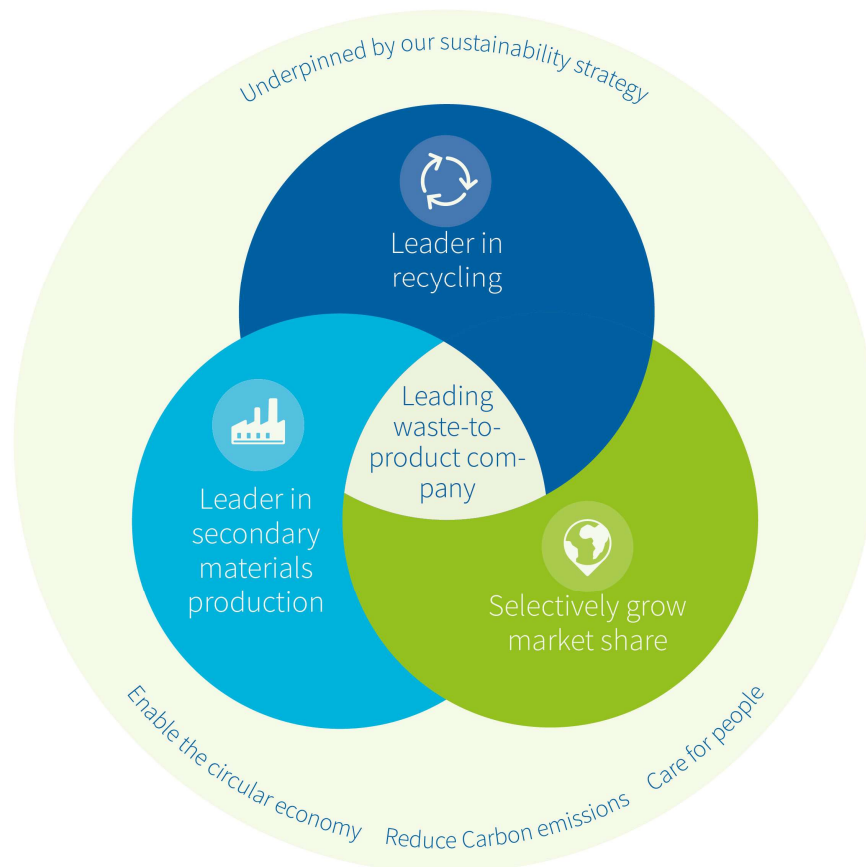 Underpinned by our sustainability strategy
Leader in
recycling
Leading
waste-to-
product com-
pany
Leader in
secondary
materials
production
Selectively grow
market share
Enable the circular economy
Reduce Carbon emissions
Care for people